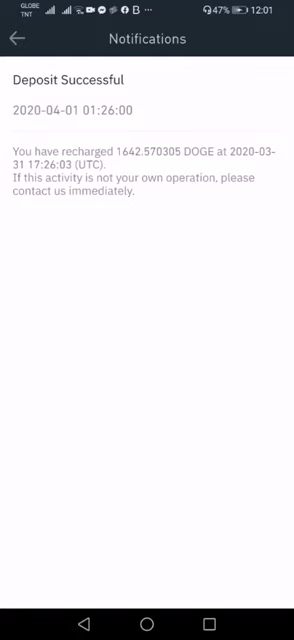 GLOBE
TNT
47%
12:01
Notifications
Deposit Successful
2020-04-01 01:26:00
You have recharged 1642.570305 DOGE at 2020-03-
31 17:26:03 (UTC).
If this activity is not your own operation, please
contact us immediately.